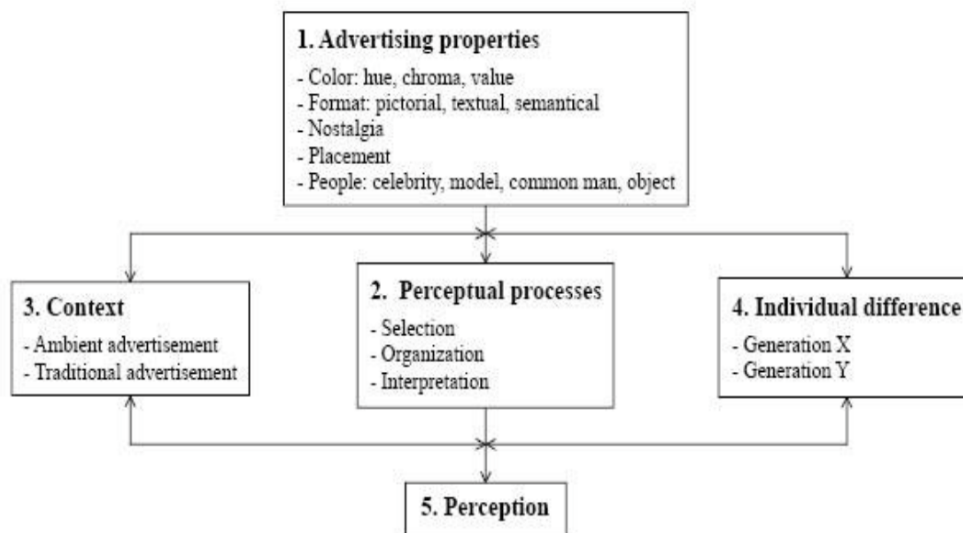 1. Advertising properties
- Color: hue, chroma, value
- Format: pictorial, textual, semantical
- Nostalgia
- Placement
- People: celebrity, model, common man, object
3. Context
- Ambient advertisement
- Traditional advertisement
2. Perceptual processes
- Selection
- Organization
- Interpretation
4. Individual difference
- Generation X
- Generation Y
5. Perception